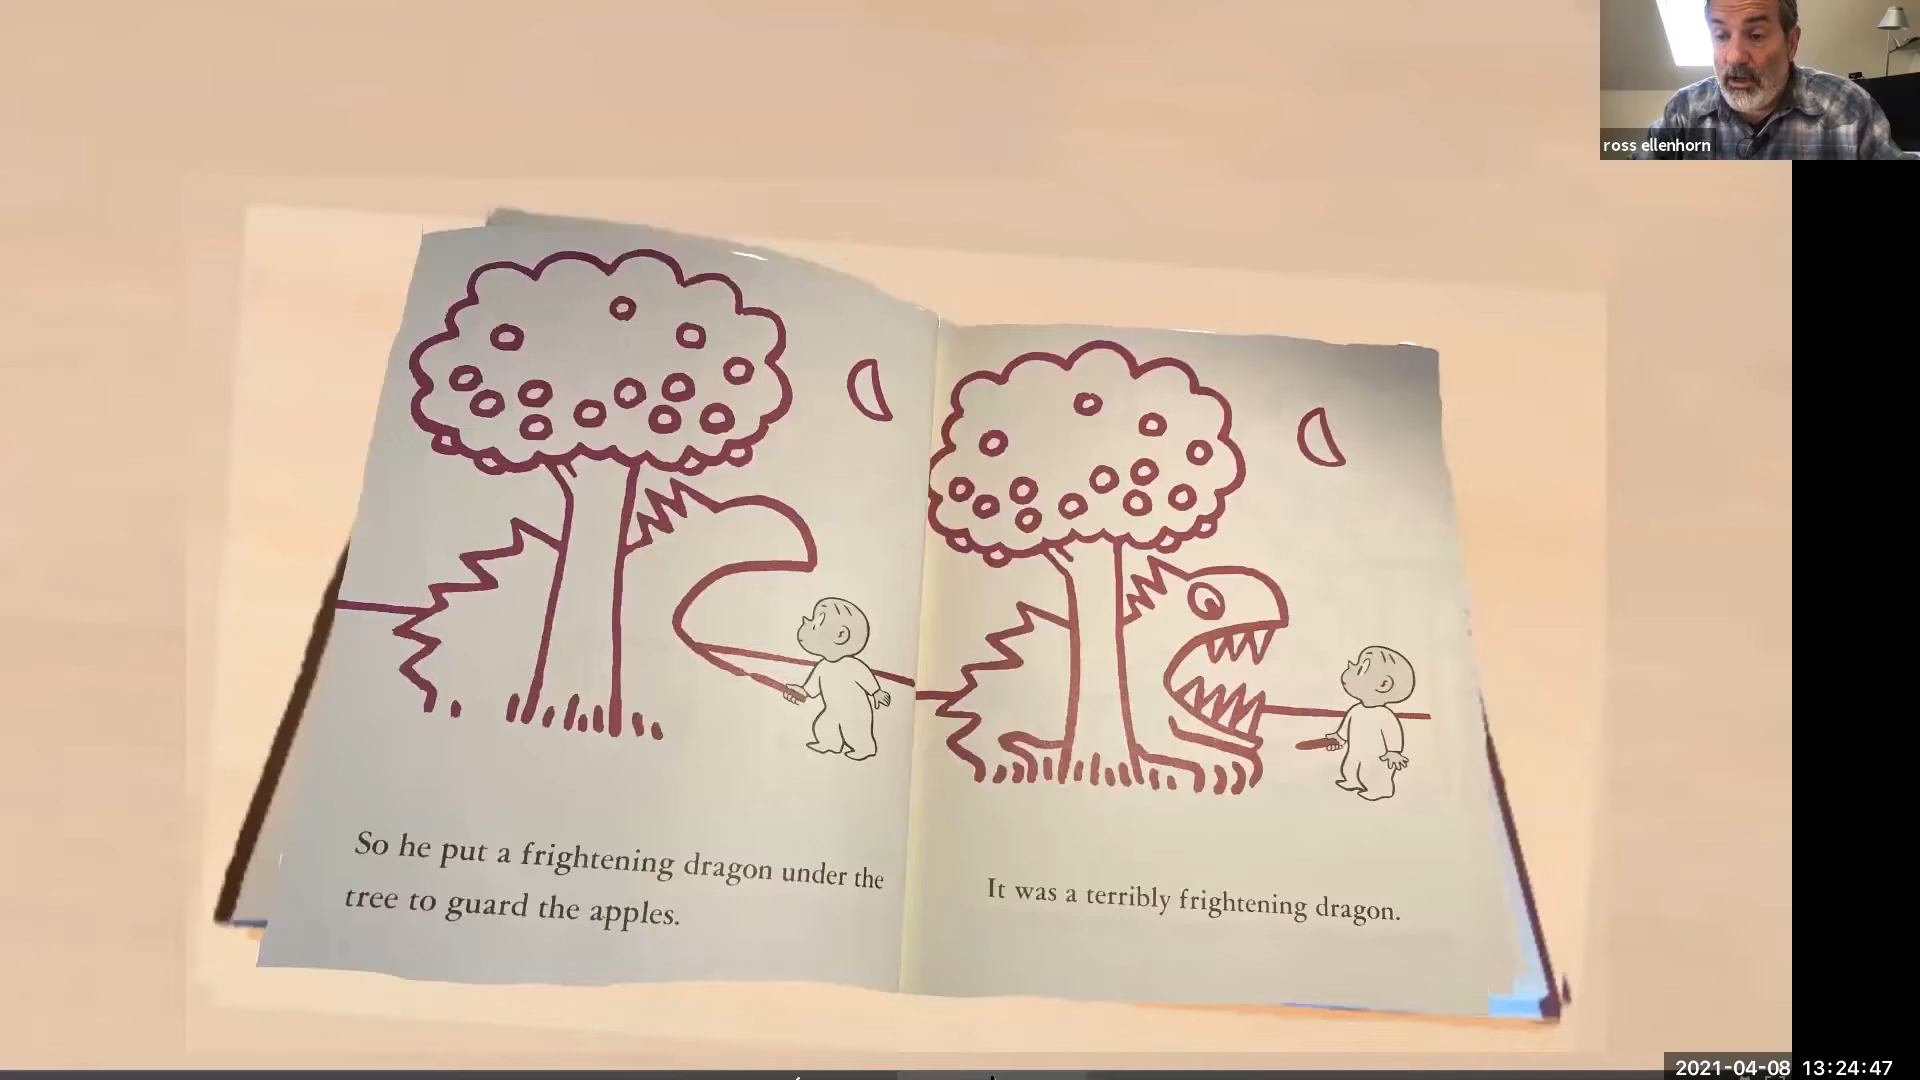 ross ellenhorn
So he put a frightening dragon under the
tree to guard the apples.
It was a terribly frightening dragon.
2021-04-08 13:24:47